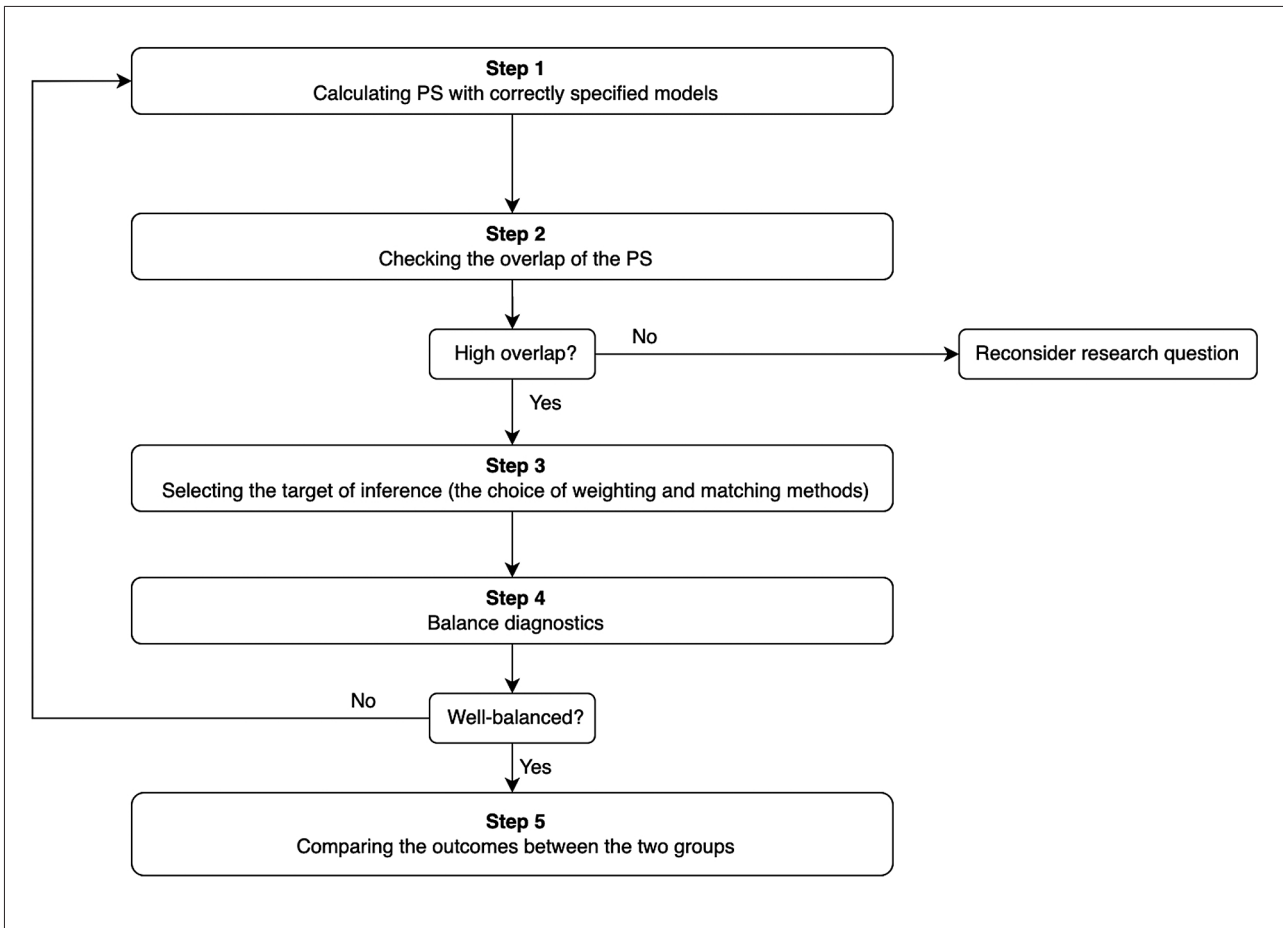 Step 1
Calculating PS with correctly specified models
Step 2
Checking the overlap of the PS
High overlap?
No
Reconsider research question
Yes
Step 3
Selecting the target of inference (the choice of weighting and matching methods)
Step 4
Balance diagnostics
No
Well-balanced?
Yes
Step 5
Comparing the outcomes between the two groups